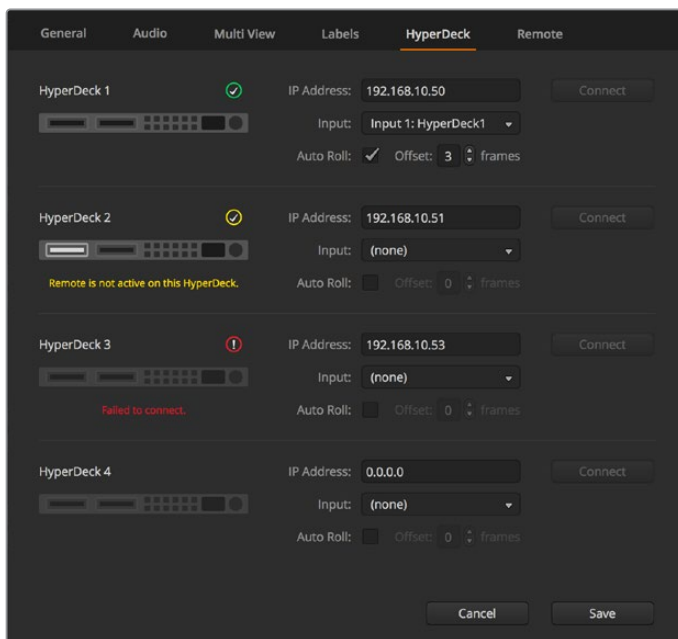 General Audio Multi View Labels HyperDeck Remote
HyperDeck 1 IP Address: 192.168.10.50 Connect
Input: Input 1: HyperDeck1
Auto Roll: Offset: 3 frames
HyperDeck 2 IP Address: 192.168.10.51 Connect
Input: (none)
Remote is not active on this HyperDeck. Auto Roll: Offset: 0 frames
HyperDeck 3 IP Address: 192.168.10.53 Connect
Input: (none)
Failed to connect. Auto Roll: Offset: 0 frames
HyperDeck 4 IP Address: 0.0.0.0 Connect
Input: (none)
Auto Roll: Offset: 0 frames
Cancel Save